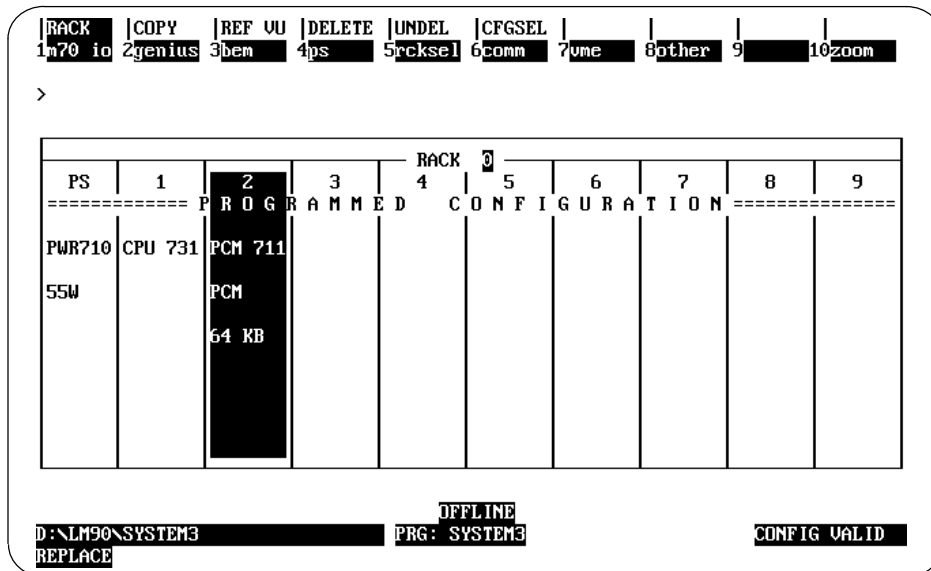 |RACK |COPY |REF VU |DELETE |UNDEL |CFGSEL | | | |
1m70 io 2genius 3bem 4ps 5rcksel 6comm 7vme 8other 9 10zoom
>
RACK 0
PS 1 2 3 4 5 6 7 8 9
============== P R O G R A M M E D C O N F I G U R A T I O N ===============
PWR710 CPU 731 PCM 711
55W PCM
64 KB
OFFLINE
D:\LM90\SYSTEM3 PRG: SYSTEM3 CONFIG VALID
REPLACE